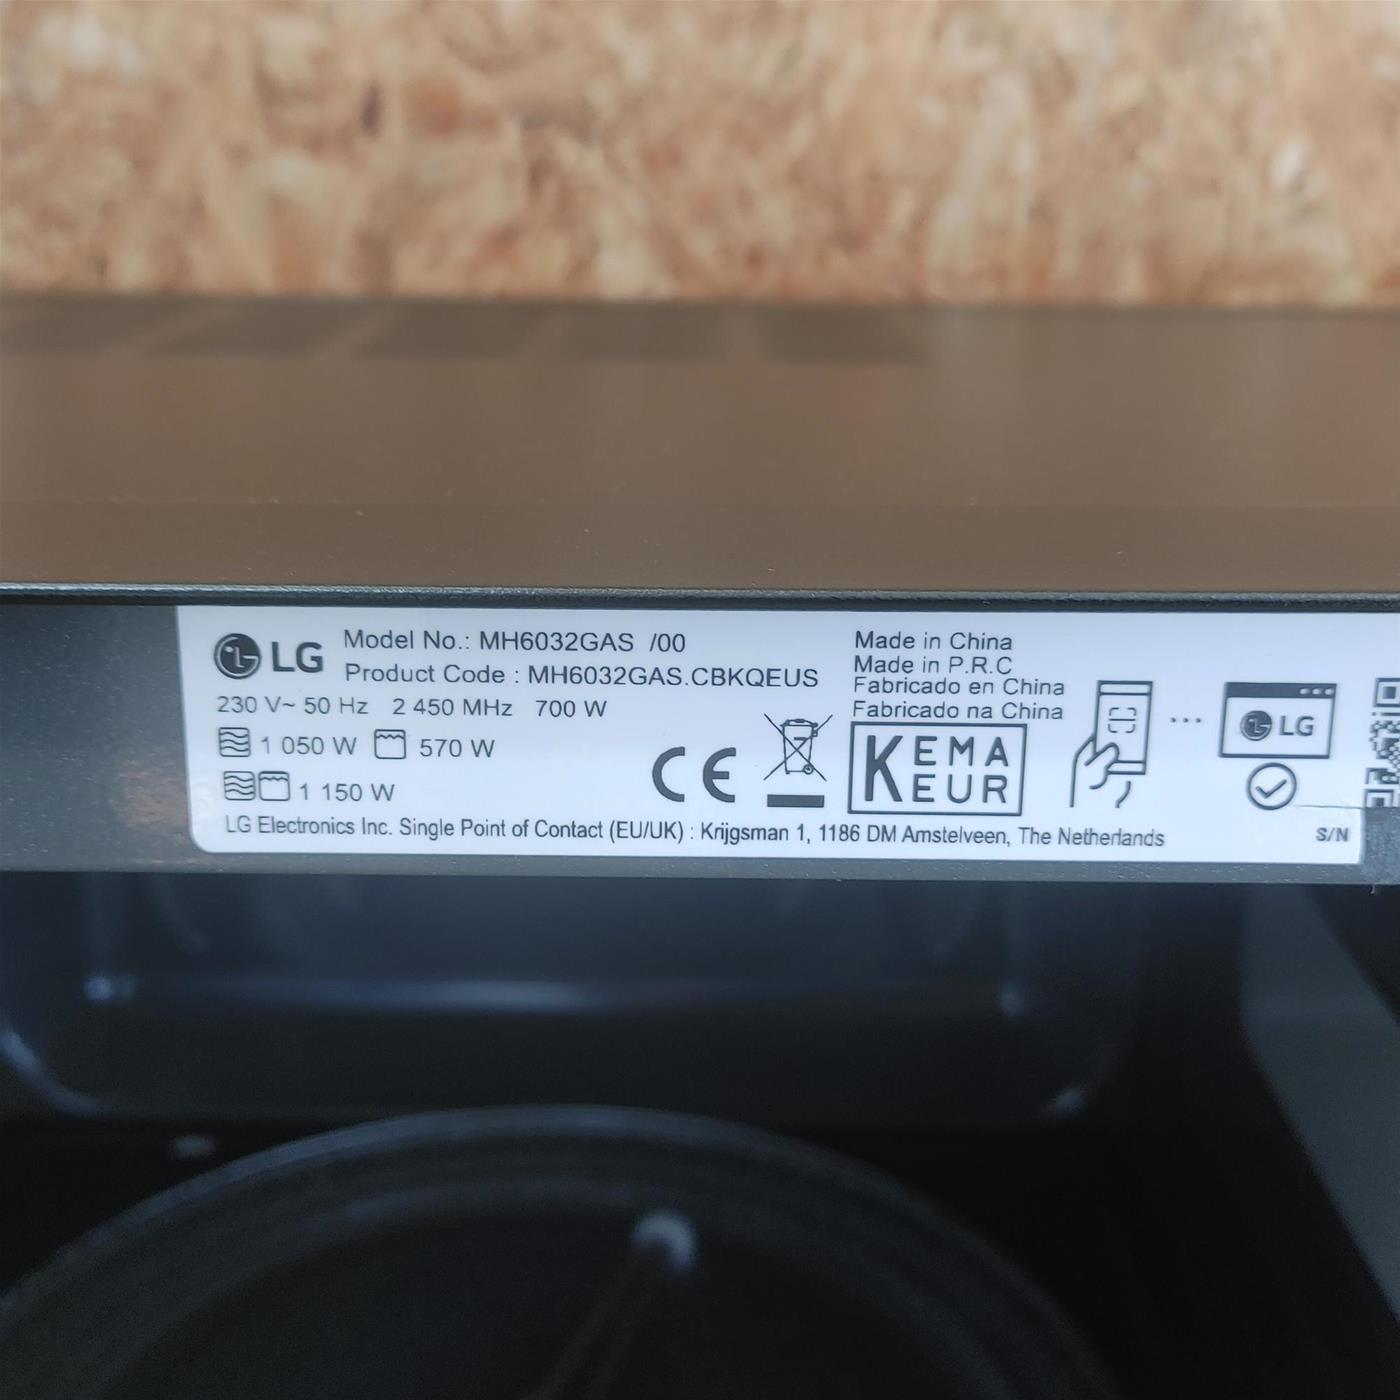 LG
Model No.: MH6032GAS /00
Product Code : MH6032GAS.CBKQEUS
230 V~ 50 Hz 2 450 MHz 700 W
1 050 W 570 W
1 150 W
CE
Made in China
Made in P.R.C
Fabricado en China
Fabricado na China
KEMA
EUR
LG
LG Electronics Inc. Single Point of Contact (EU/UK) : Krijgsman 1, 1186 DM Amstelveen, The Netherlands
S/N